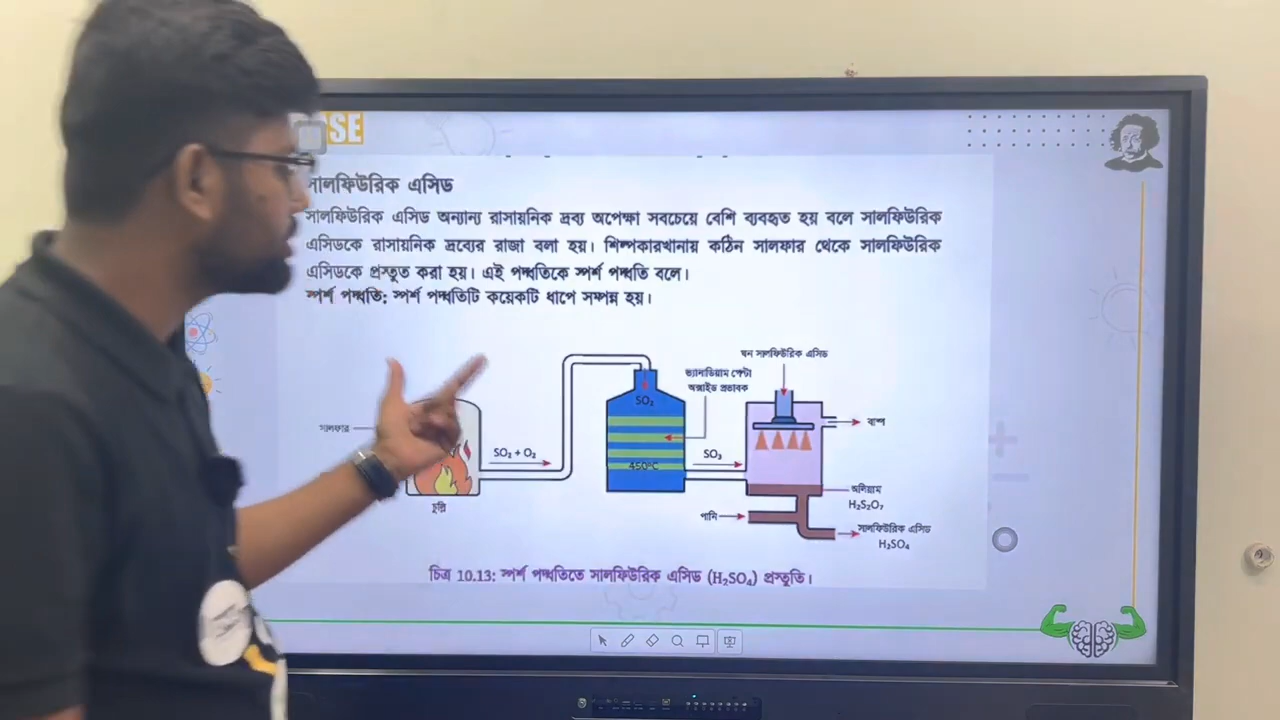 BASE
সালফিউরিক এসিড
সালফিউরিক এসিড অন্যান্য রাসায়নিক দ্রব্য অপেক্ষা সবচেয়ে বেশি ব্যবহৃত হয় বলে সালফিউরিক
এসিডকে রাসায়নিক দ্রব্যের রাজা বলা হয়। শিল্পকারখানায় কঠিন সালফার থেকে সালফিউরিক
এসিডকে প্রস্তুত করা হয়। এই পদ্ধতিকে স্পর্শ পদ্ধতি বলে।
স্পর্শ পদ্ধতি: স্পর্শ পদ্ধতিটি কয়েকটি ধাপে সম্পন্ন হয়।
ঘন সালফিউরিক এসিড
ভ্যানাডিয়াম পেন্টা
অক্সাইড প্রভাবক
SO₂
সালফার
বাষ্প
SO₂ + O₂
SO₃
450°C
অলিয়াম
H₂S₂O₇
চুল্লি
পানি
সালফিউরিক এসিড
H₂SO₄
চিত্র 10.13: স্পর্শ পদ্ধতিতে সালফিউরিক এসিড (H₂SO₄) প্রস্তুতি।